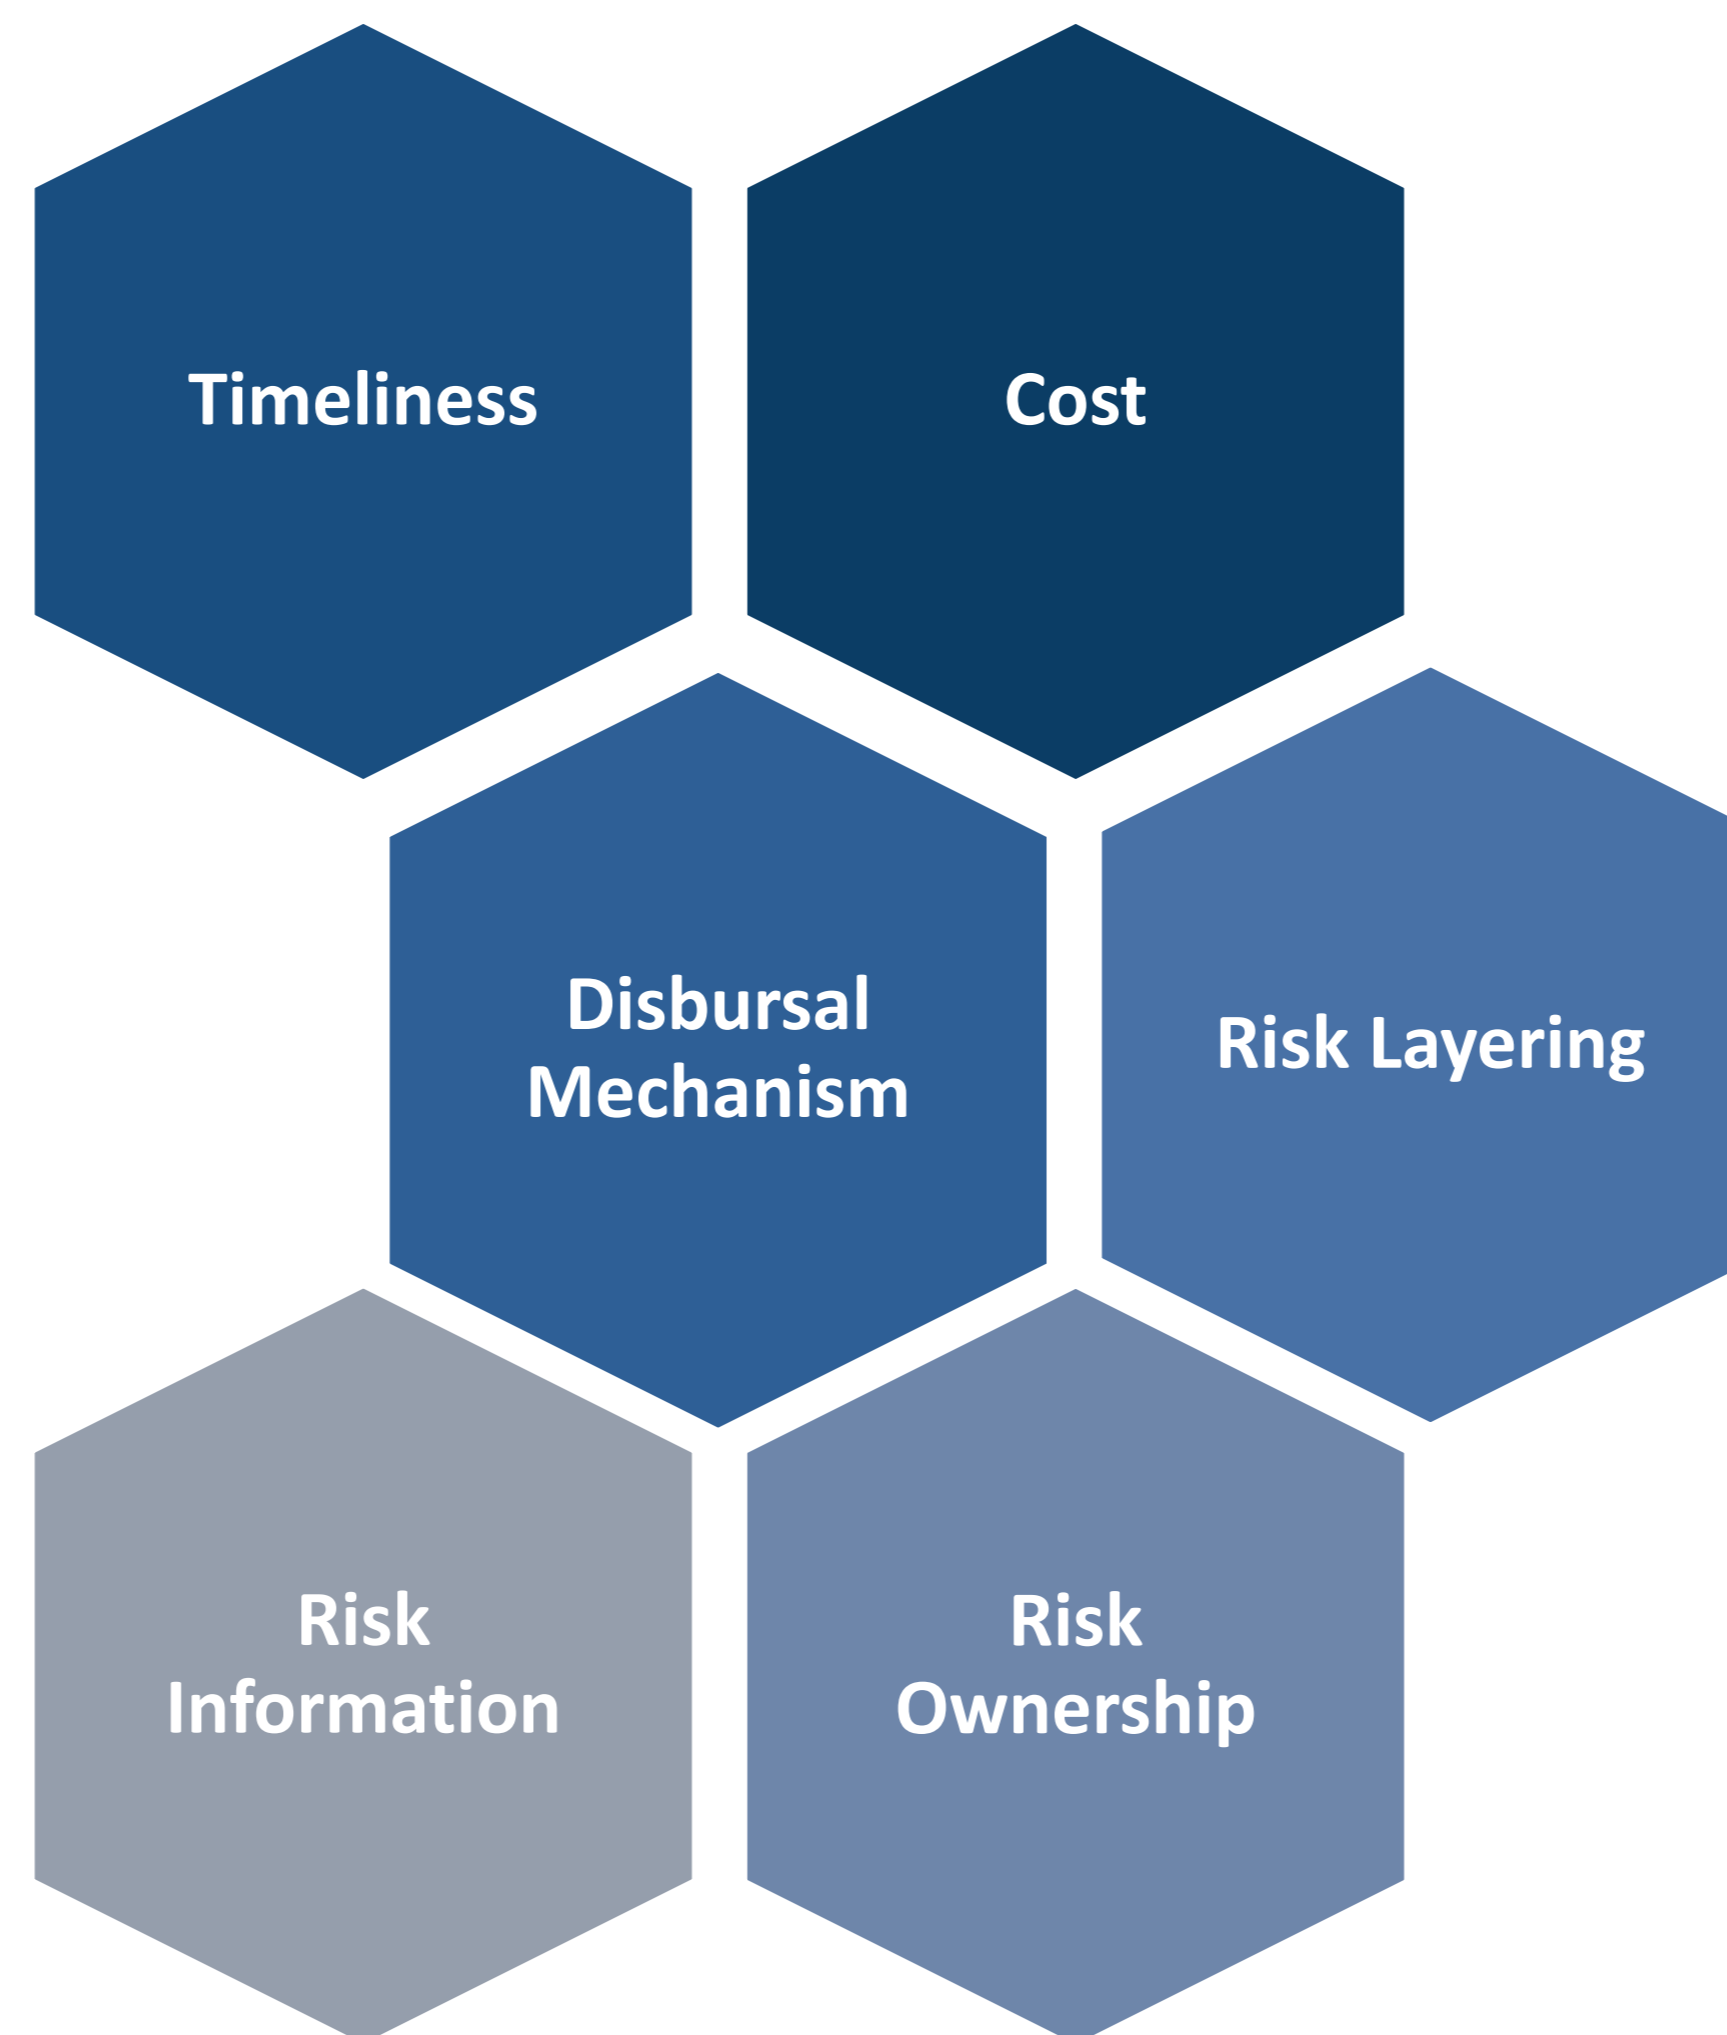 Timeliness
Cost
Disbursal
Mechanism
Risk Layering
Risk
Information
Risk
Ownership